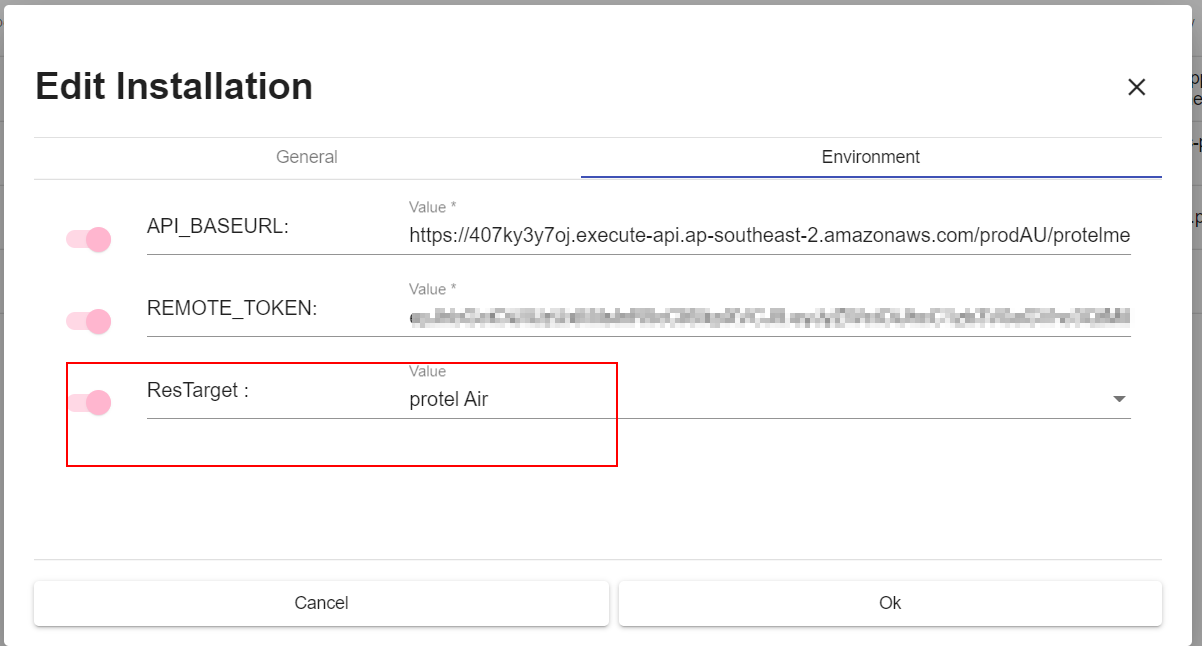 Edit Installation
General
Environment
Value *
API_BASEURL:
https://407ky3y7oj.execute-api.ap-southeast-2.amazonaws.com/prodAU/protelme
Value *
REMOTE_TOKEN:
Value
ResTarget :
protel Air
Cancel
Ok